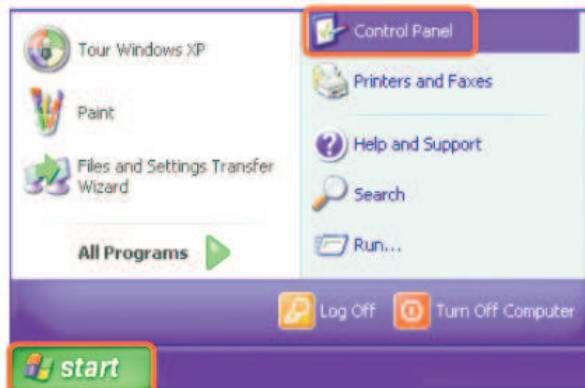 Tour Windows XP
Paint
Files and Settings Transfer
Wizard
All Programs
Control Panel
Printers and Faxes
Help and Support
Search
Run...
Log Off
Turn Off Computer
start